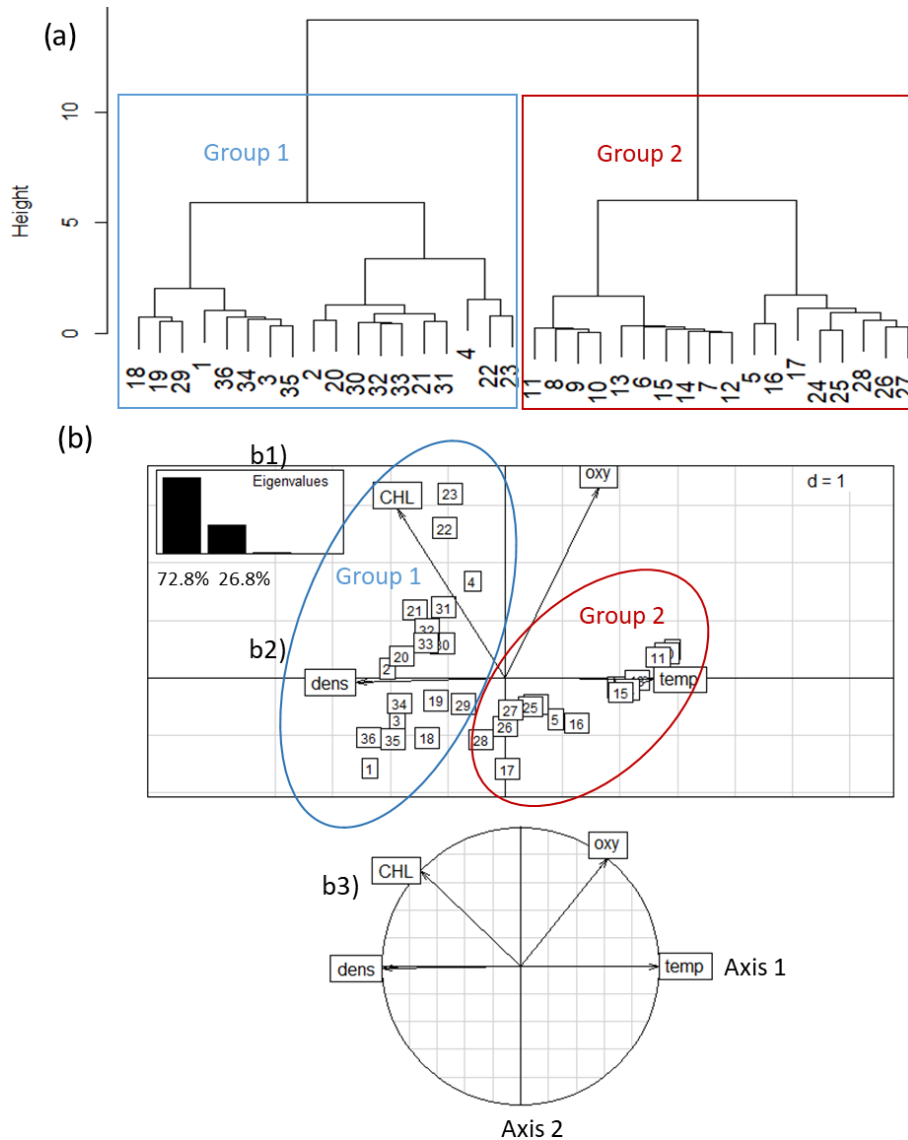 (a)
Height
10
5
0
Group 1
Group 2
18 19 29 1 36 34 3 35 2 20 30 32 33 21 31 4 22 23 11 8 9 10 13 6 15 14 7 12 5 16 17 24 25 28 26 27
(b)
b1)
Eigenvalues
72.8% 26.8%
d = 1
CHL
23
oxy
22
Group 1
4
Group 2
21
31
32
33
20
2
11
b2)
dens
temp
34
19
29
3
15
27
25
5
16
26
36
35
18
28
1
17
b3)
CHL
oxy
dens
temp
Axis 1
Axis 2